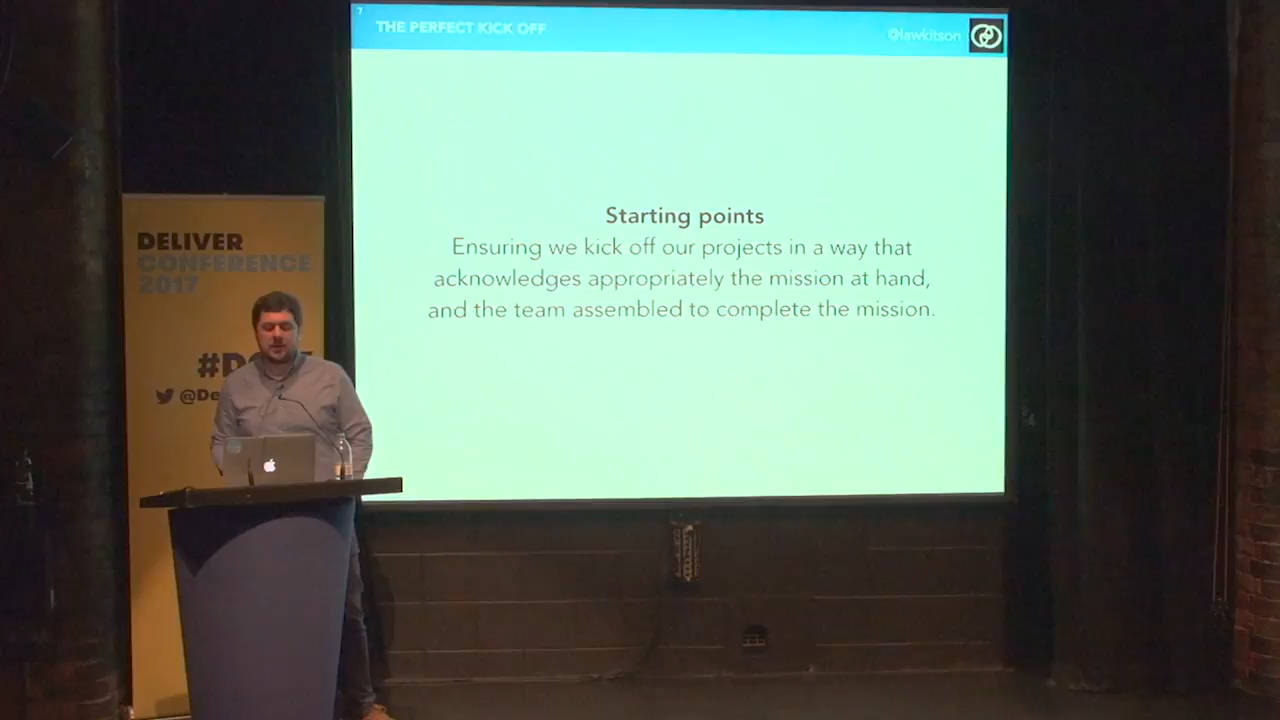 7
THE PERFECT KICK OFF
@lawkitson
Starting points
Ensuring we kick off our projects in a way that
acknowledges appropriately the mission at hand,
and the team assembled to complete the mission.
DELIVER
CONFERENCE
2017